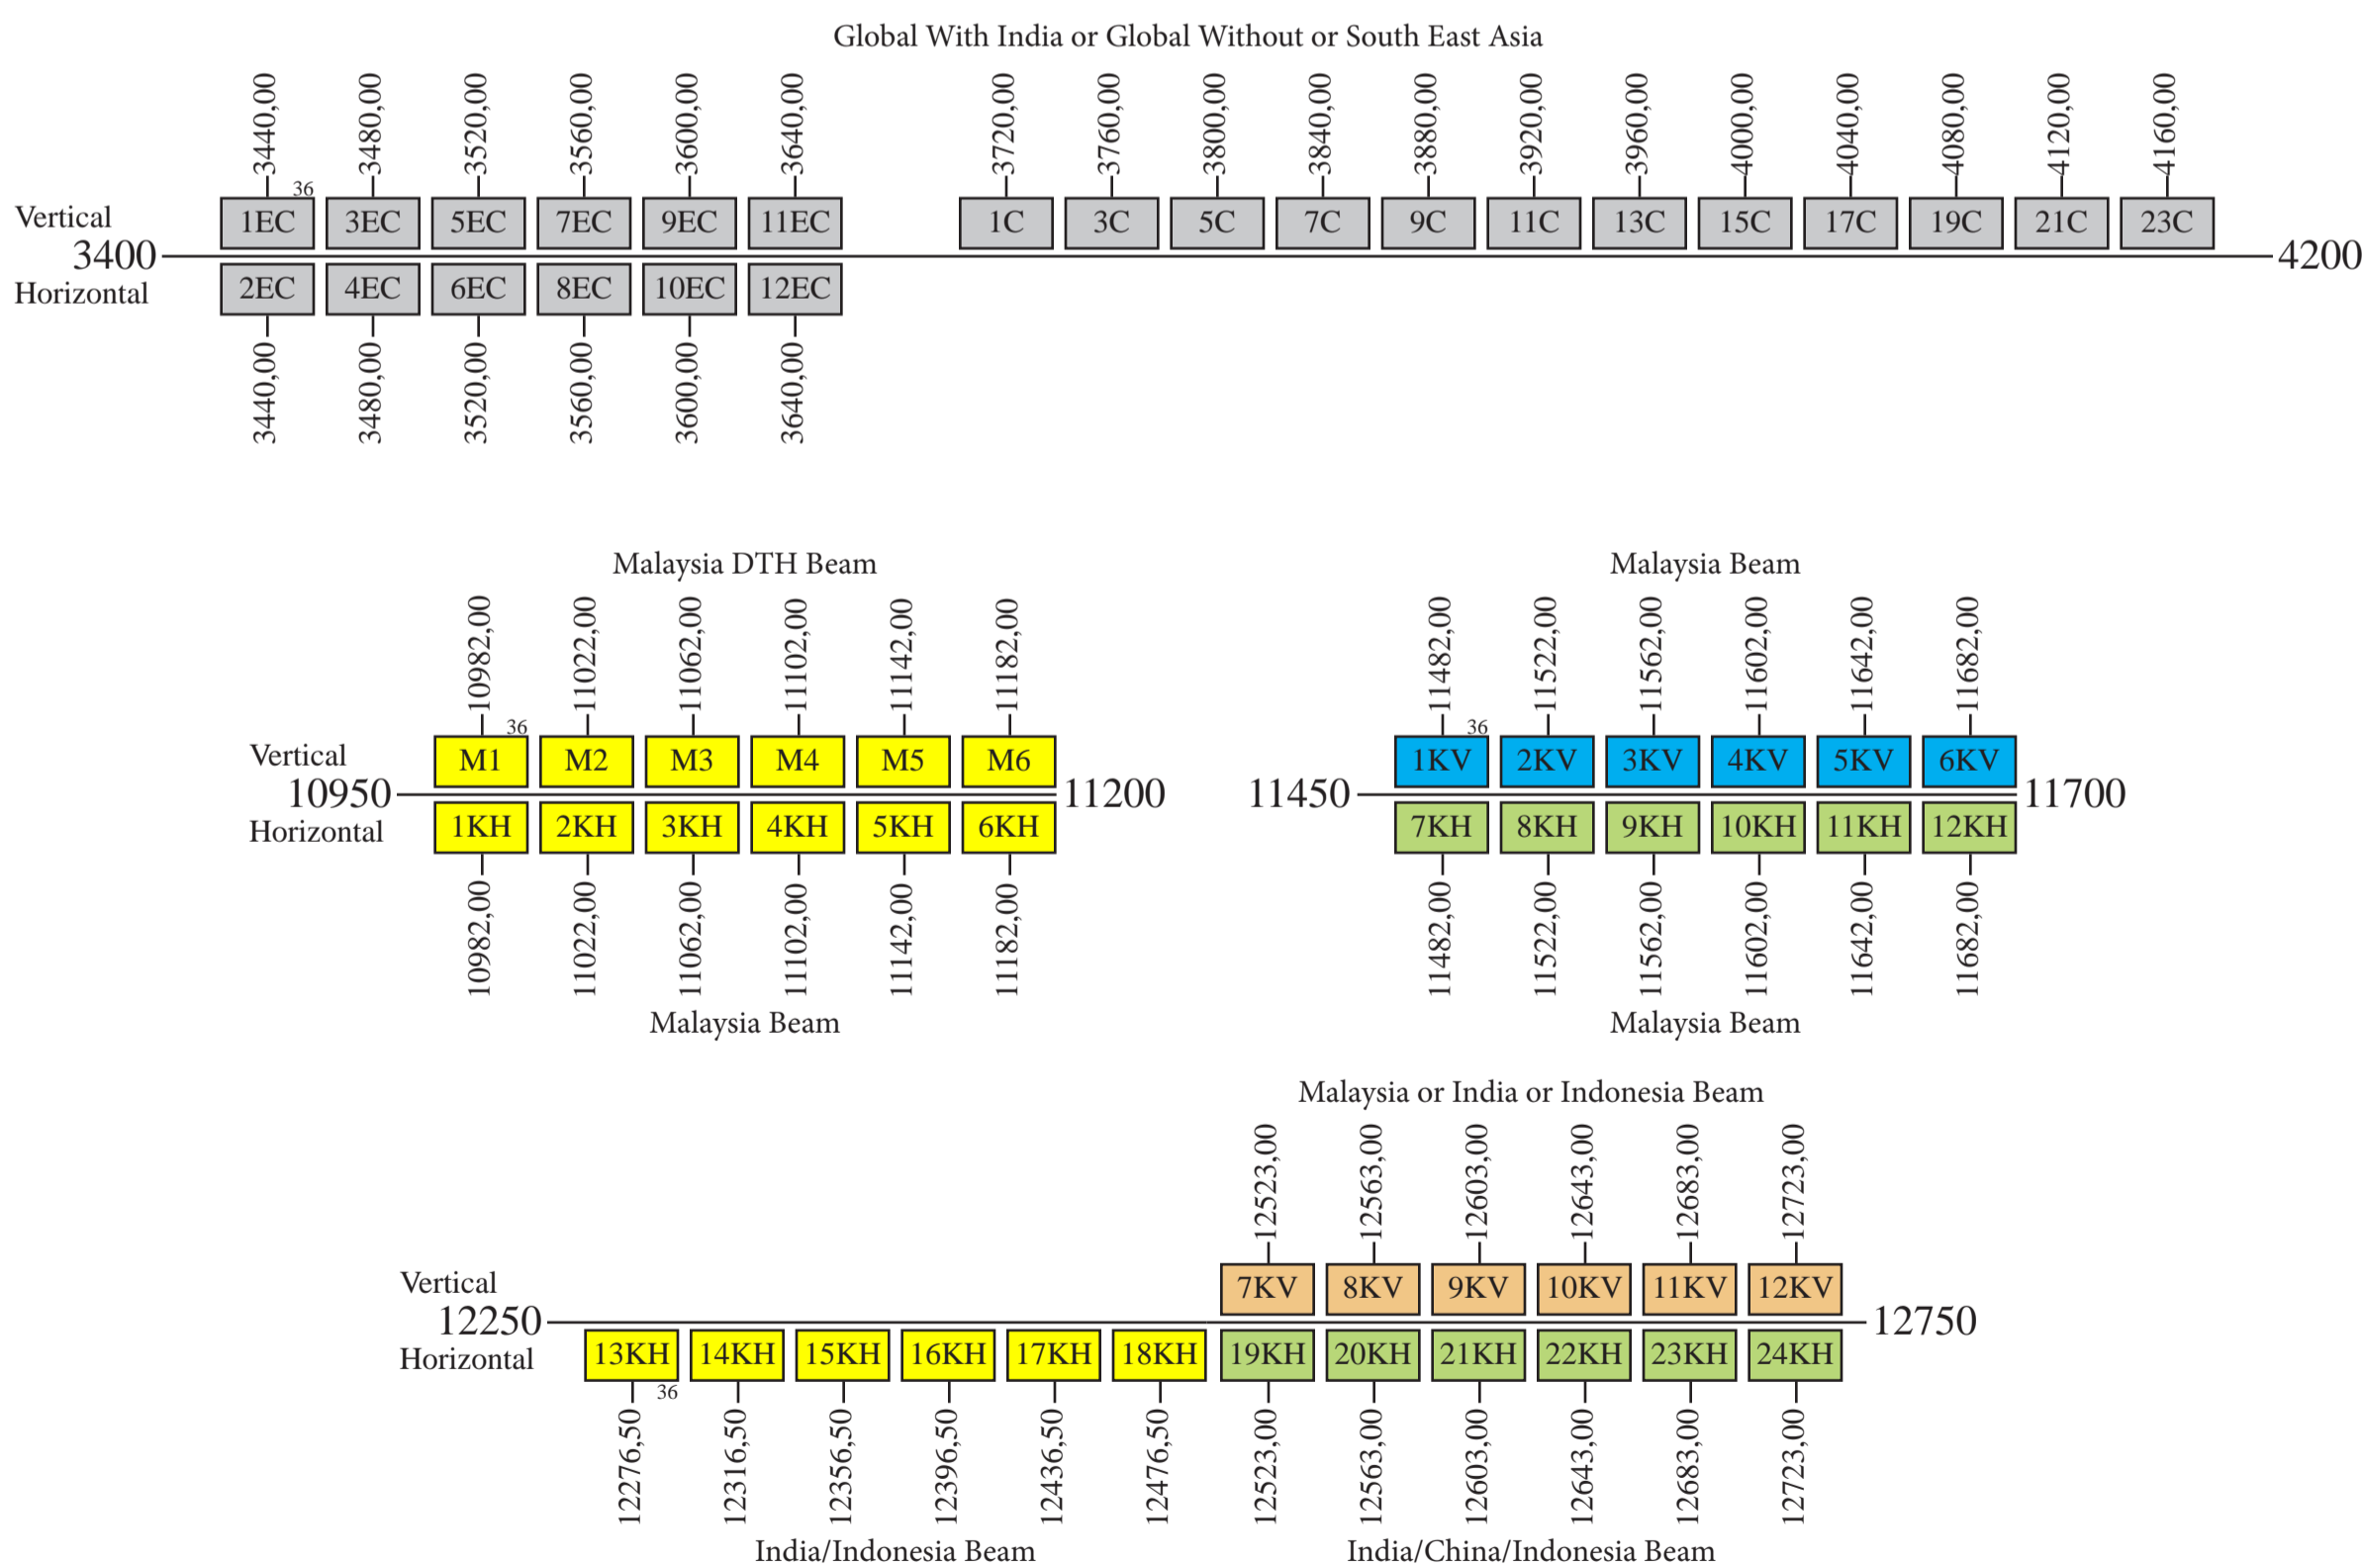 Global With India or Global Without or South East Asia
3440,00 3480,00 3520,00 3560,00 3600,00 3640,00 3720,00 3760,00 3800,00 3840,00 3880,00 3920,00 3960,00 4000,00 4040,00 4080,00 4120,00 4160,00
36
Vertical 1EC 3EC 5EC 7EC 9EC 11EC 1C 3C 5C 7C 9C 11C 13C 15C 17C 19C 21C 23C
3400 4200
Horizontal 2EC 4EC 6EC 8EC 10EC 12EC
3440,00 3480,00 3520,00 3560,00 3600,00 3640,00
Malaysia DTH Beam
10982,00 11022,00 11062,00 11102,00 11142,00 11182,00
36
Vertical M1 M2 M3 M4 M5 M6
10950 11200
Horizontal 1KH 2KH 3KH 4KH 5KH 6KH
10982,00 11022,00 11062,00 11102,00 11142,00 11182,00
Malaysia Beam
Malaysia Beam
11482,00 11522,00 11562,00 11602,00 11642,00 11682,00
36
1KV 2KV 3KV 4KV 5KV 6KV
11450 11700
7KH 8KH 9KH 10KH 11KH 12KH
11482,00 11522,00 11562,00 11602,00 11642,00 11682,00
Malaysia Beam
Malaysia or India or Indonesia Beam
12523,00 12563,00 12603,00 12643,00 12683,00 12723,00
Vertical 7KV 8KV 9KV 10KV 11KV 12KV
12250 12750
Horizontal 13KH 14KH 15KH 16KH 17KH 18KH 19KH 20KH 21KH 22KH 23KH 24KH
36
12276,50 12316,50 12356,50 12396,50 12436,50 12476,50 12523,00 12563,00 12603,00 12643,00 12683,00 12723,00
India/Indonesia Beam India/China/Indonesia Beam